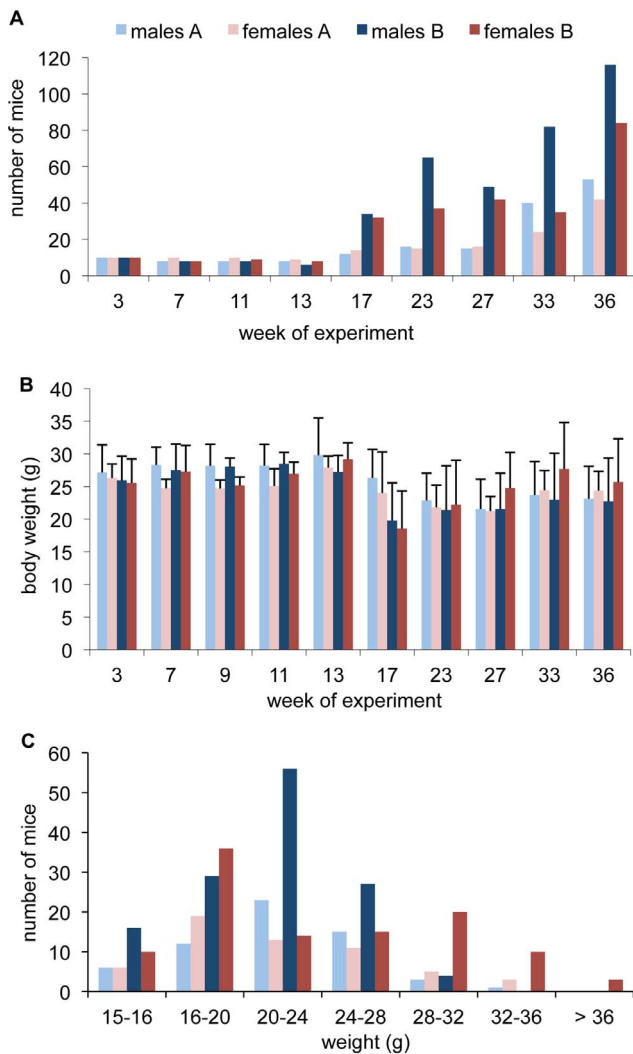 A
males A females A males B females B
120
100
80
60
40
20
0
number of mice
3 7 11 13 17 23 27 33 36
week of experiment
B
40
35
30
25
20
15
10
5
0
body weight (g)
3 7 9 11 13 17 23 27 33 36
week of experiment
C
60
50
40
30
20
10
0
number of mice
15-16 16-20 20-24 24-28 28-32 32-36 > 36
weight (g)